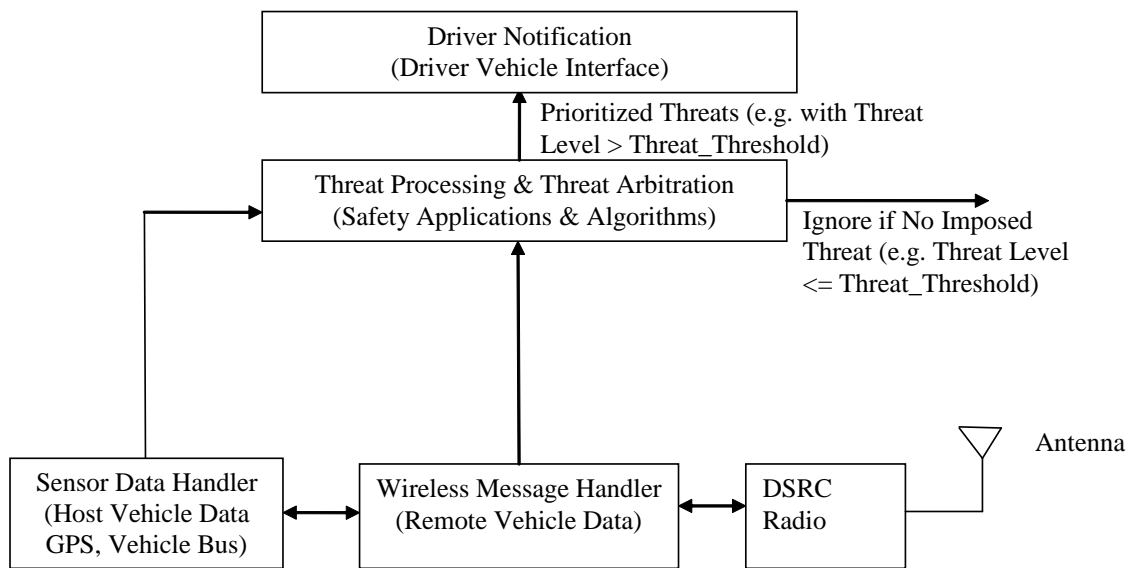 Driver Notification
(Driver Vehicle Interface)
Prioritized Threats (e.g. with Threat
Level > Threat_Threshold)
Threat Processing & Threat Arbitration
(Safety Applications & Algorithms)
Ignore if No Imposed
Threat (e.g. Threat Level
<= Threat_Threshold)
Antenna
Sensor Data Handler
(Host Vehicle Data
GPS, Vehicle Bus)
Wireless Message Handler
(Remote Vehicle Data)
DSRC
Radio